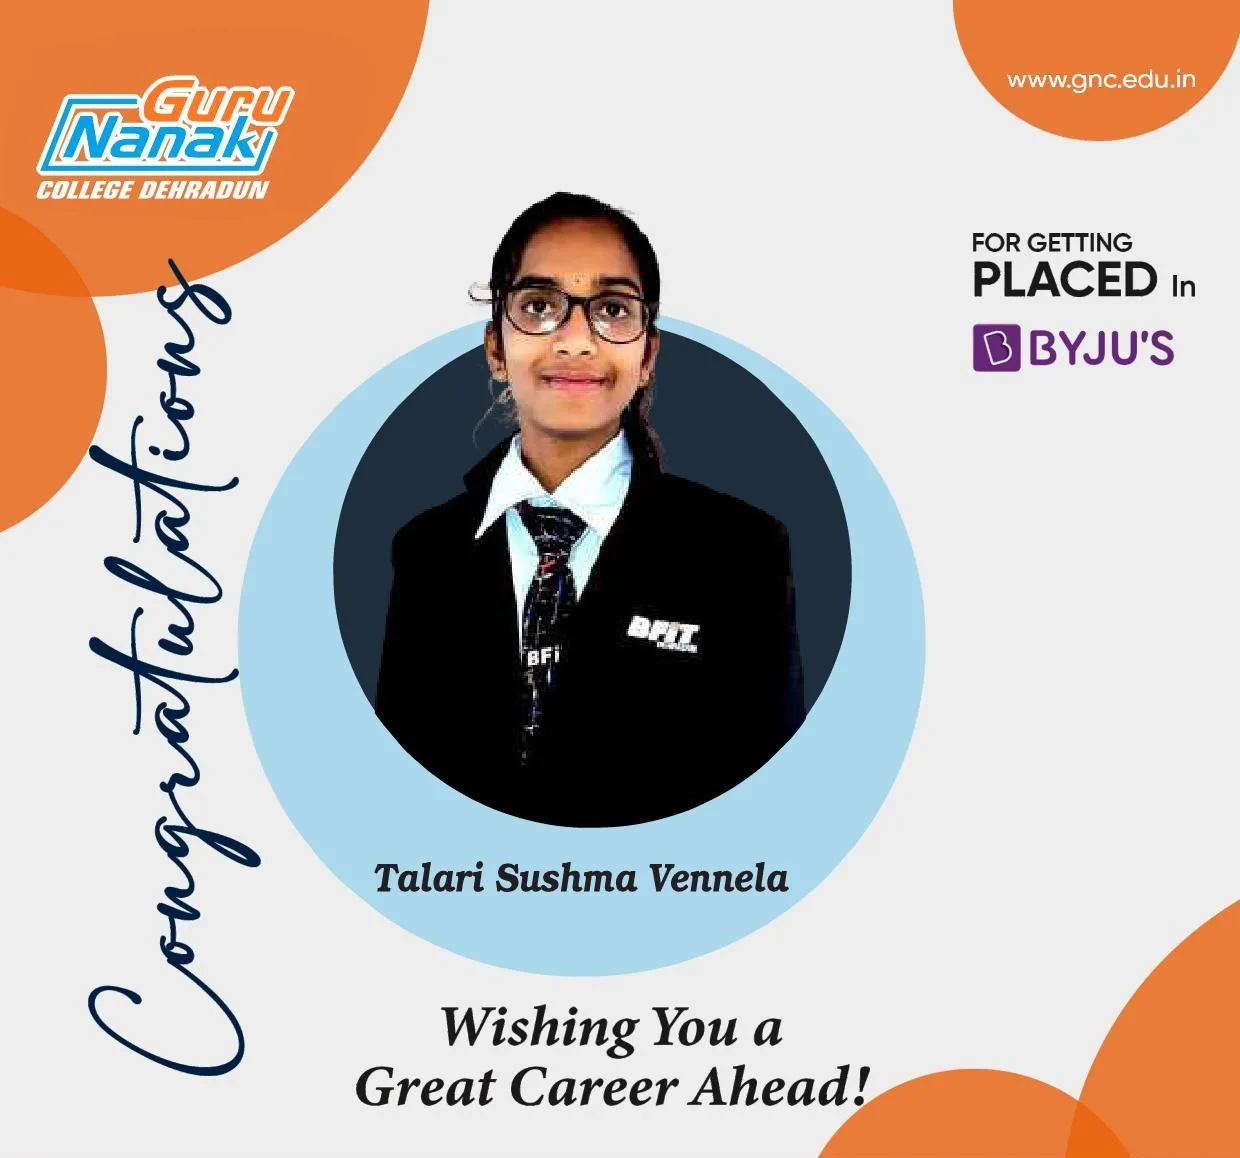 Guru
Nanak
COLLEGE DEHRADUN
www.gnc.edu.in
FOR GETTING
PLACED In
BYJU'S
Congratulations
BFIT
DEHRADUN
BFi
Talari Sushma Vennela
Wishing You a
Great Career Ahead!